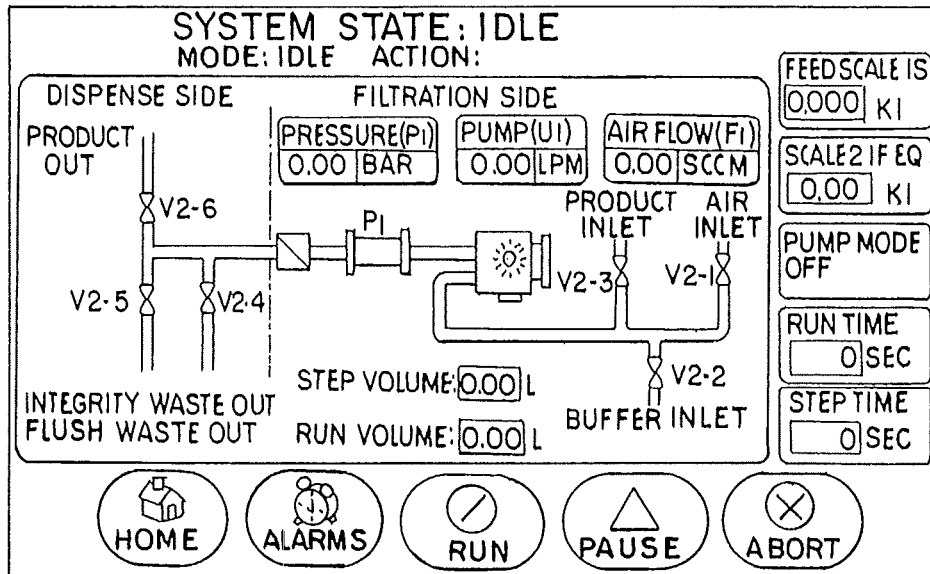 SYSTEM STATE: IDLE
MODE: IDLE ACTION:
DISPENSE SIDE
FILTRATION SIDE
PRODUCT OUT
PRESSURE(P1)
0.00 BAR
PUMP(U1)
0.00 LPM
AIR FLOW(F1)
0.00 SCCM
FEED SCALE IS
0.000 KI
SCALE2 IF EQ
0.00 KI
PUMP MODE
OFF
RUN TIME
0 SEC
STEP TIME
0 SEC
V2-6
P1
PRODUCT INLET
AIR INLET
V2-5
V2-4
V2-3
V2-1
V2-2
STEP VOLUME: 0.00 L
BUFFER INLET
INTEGRITY WASTE OUT
FLUSH WASTE OUT
RUN VOLUME: 0.00 L
HOME
ALARMS
RUN
PAUSE
ABORT